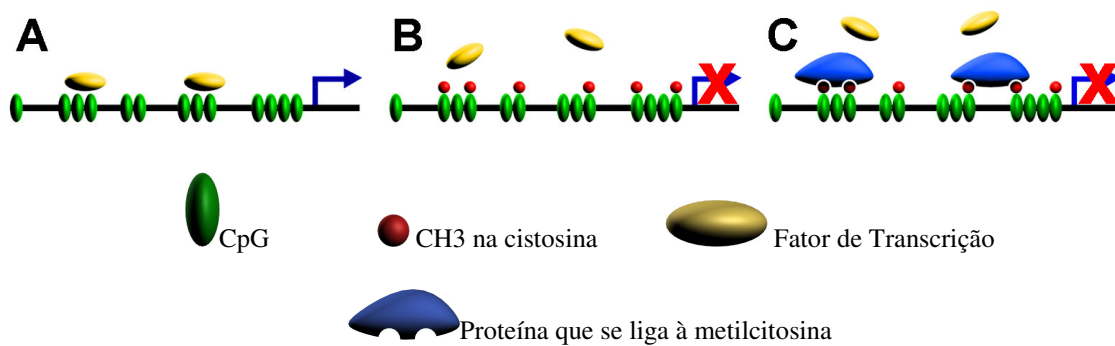 A
B
C
CpG
CH3 na cistosina
Fator de Transcrição
Proteína que se liga à metilcitosina